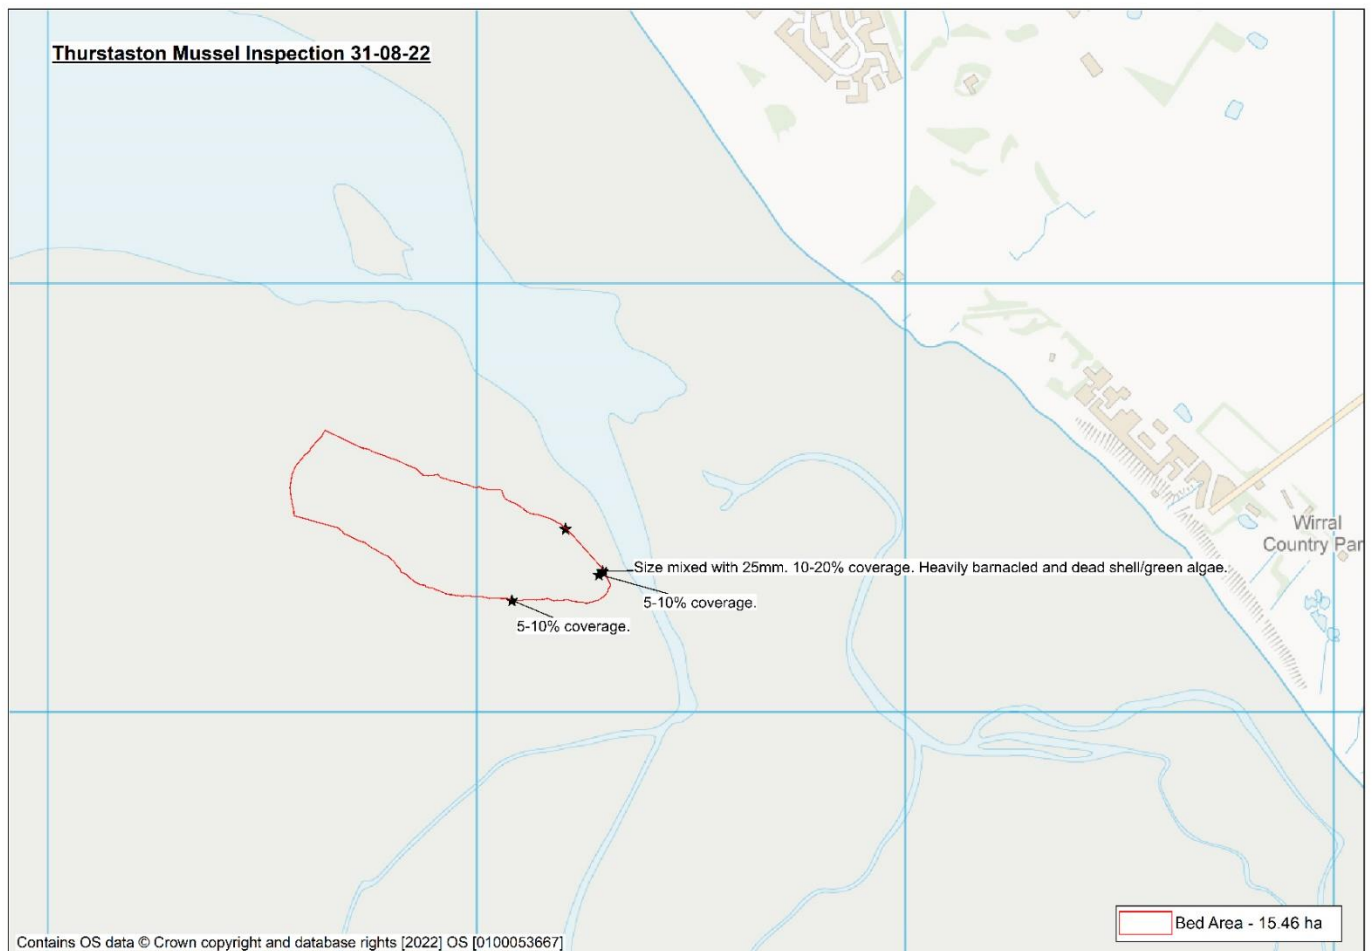 Thurstaston Mussel Inspection 31-08-22
Wirral
Country Par
Size mixed with 25mm. 10-20% coverage. Heavily barnacled and dead shell/green algae.
5-10% coverage.
5-10% coverage.
Bed Area - 15.46 ha
Contains OS data © Crown copyright and database rights [2022] OS [0100053667]